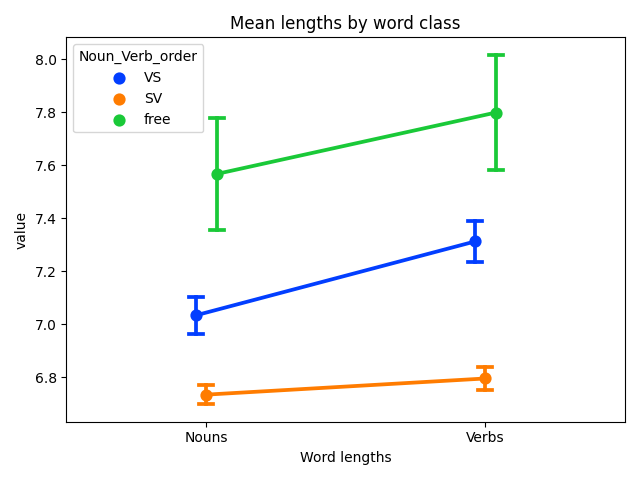 Mean lengths by word class
Noun_Verb_order
VS
SV
free
value
8.0
7.8
7.6
7.4
7.2
7.0
6.8
Nouns
Verbs
Word lengths